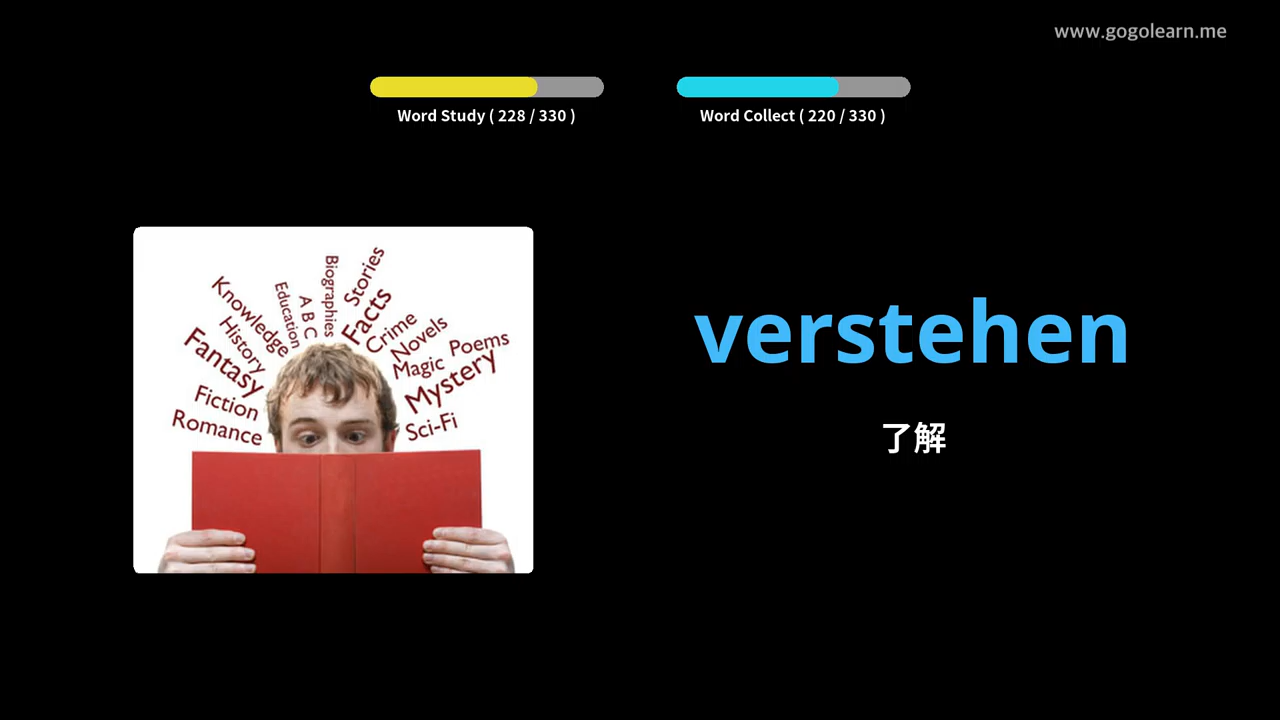 www.gogolearn.me
Word Study ( 228 / 330 )
Word Collect ( 220 / 330 )
Knowledge
Education
A B C
Biographies
Stories
Facts
Crime
Novels
Poems
History
Fantasy
Magic
Mystery
Fiction
Romance
Sci-Fi
verstehen
了解